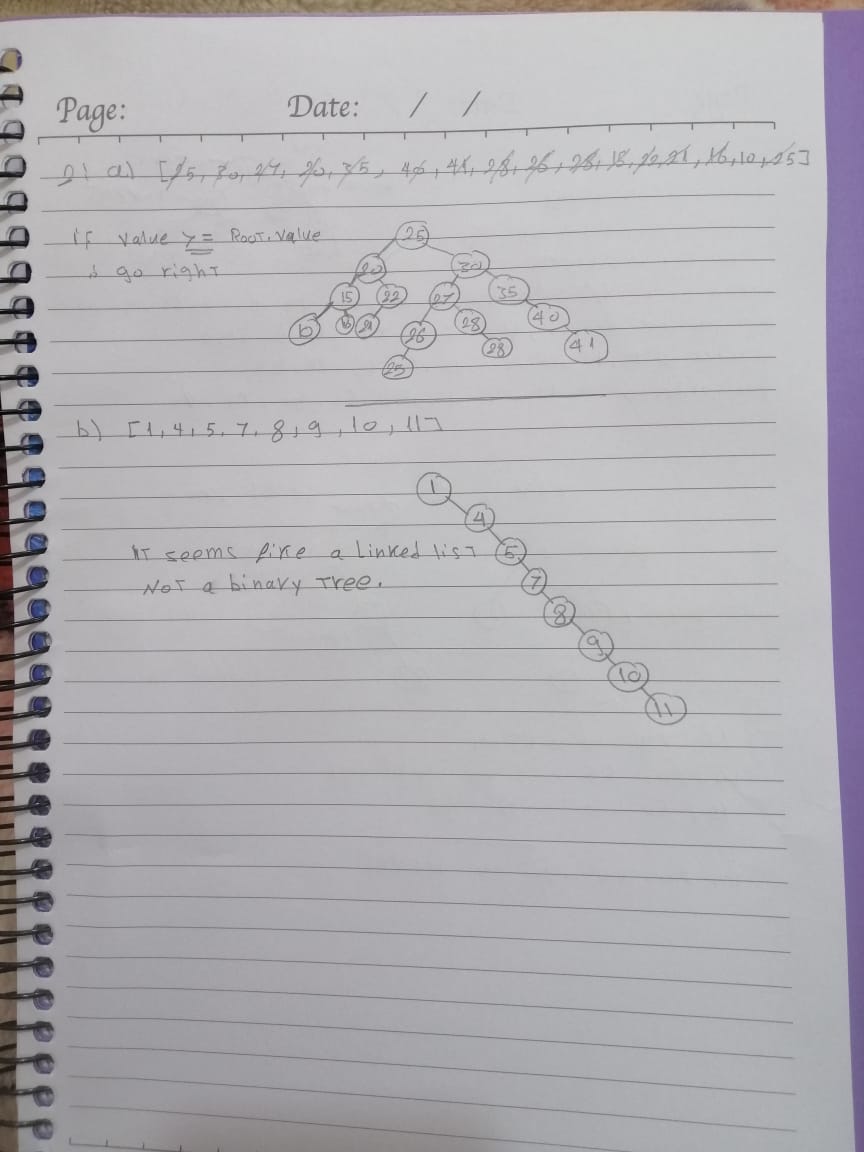 Page: Date: / /
2) a) [25, 30, 27, 20, 35, 40, 41, 28, 26, 28, 15, 22, 21, 16, 10, 25]
if value >= Root.value
↳ go right
25
20 30
15 22 27 35
10 16 21 26 28 40
25 28 41
b) [1, 4, 5, 7, 8, 9, 10, 11]
1
4
IT seems like a Linked list 5
NOT a binary Tree. 7
8
9
10
11